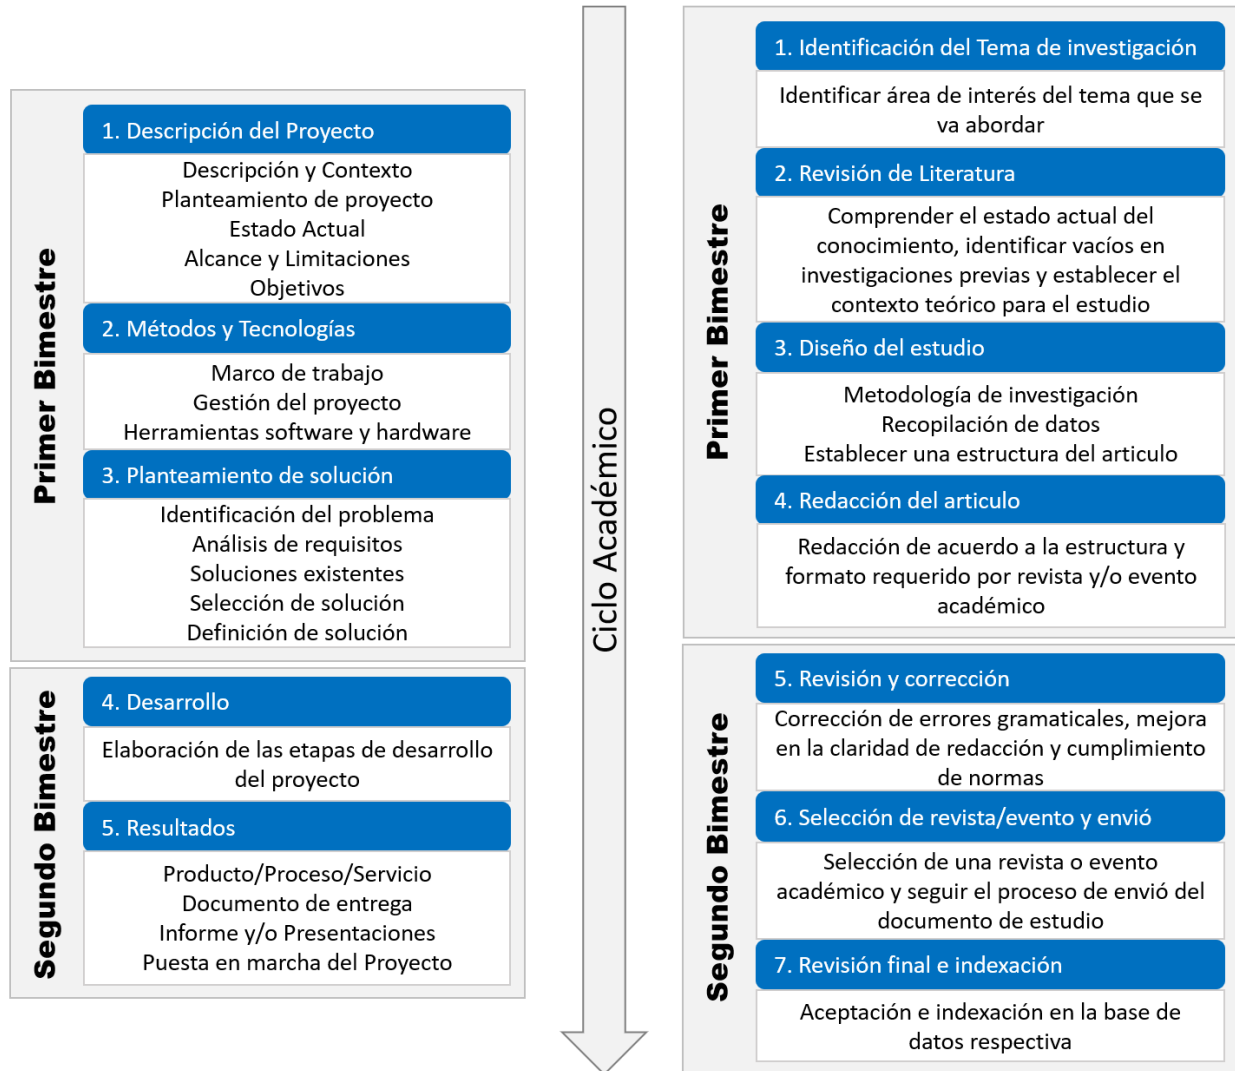 Primer Bimestre
1. Descripción del Proyecto
Descripción y Contexto
Planteamiento de proyecto
Estado Actual
Alcance y Limitaciones
Objetivos
2. Métodos y Tecnologías
Marco de trabajo
Gestión del proyecto
Herramientas software y hardware
3. Planteamiento de solución
Identificación del problema
Análisis de requisitos
Soluciones existentes
Selección de solución
Definición de solución
Segundo Bimestre
4. Desarrollo
Elaboración de las etapas de desarrollo
del proyecto
5. Resultados
Producto/Proceso/Servicio
Documento de entrega
Informe y/o Presentaciones
Puesta en marcha del Proyecto
Ciclo Académico
Primer Bimestre
1. Identificación del Tema de investigación
Identificar área de interés del tema que se
va abordar
2. Revisión de Literatura
Comprender el estado actual del
conocimiento, identificar vacíos en
investigaciones previas y establecer el
contexto teórico para el estudio
3. Diseño del estudio
Metodología de investigación
Recopilación de datos
Establecer una estructura del articulo
4. Redacción del articulo
Redacción de acuerdo a la estructura y
formato requerido por revista y/o evento
académico
Segundo Bimestre
5. Revisión y corrección
Corrección de errores gramaticales, mejora
en la claridad de redacción y cumplimiento
de normas
6. Selección de revista/evento y envió
Selección de una revista o evento
académico y seguir el proceso de envió del
documento de estudio
7. Revisión final e indexación
Aceptación e indexación en la base de
datos respectiva